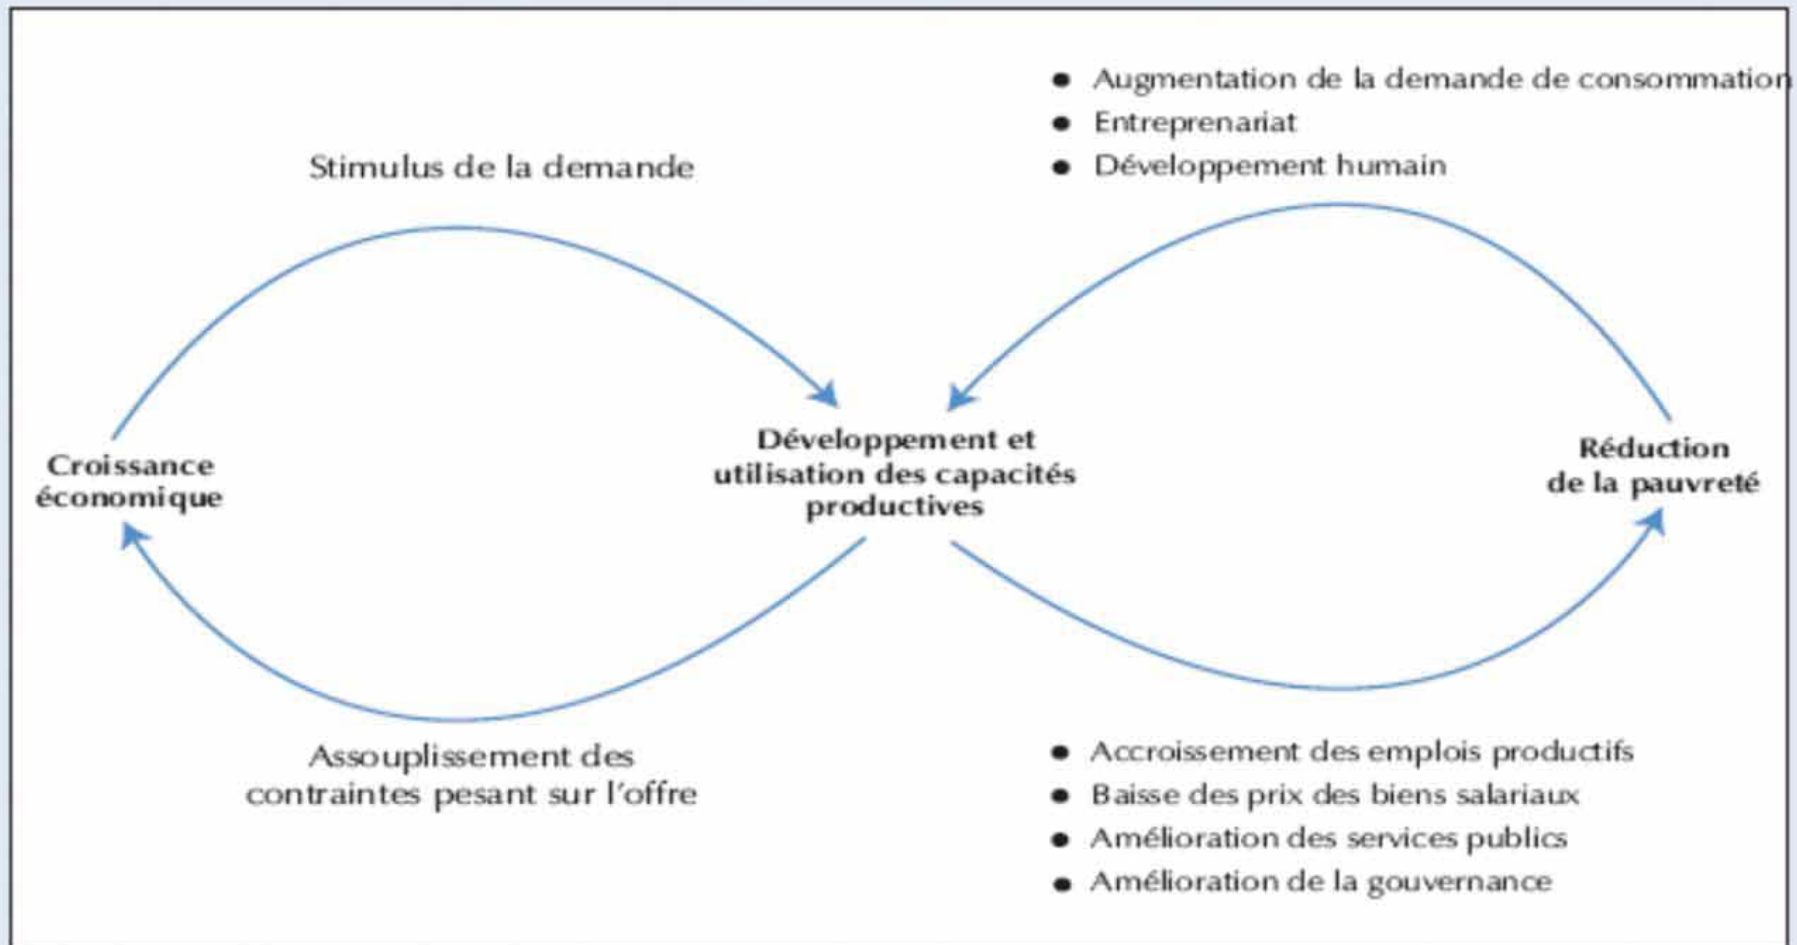 ● Augmentation de la demande de consommation
● Entreprenariat
● Développement humain
Stimulus de la demande
Croissance
économique
Développement et
utilisation des capacités
productives
Réduction
de la pauvreté
Assouplissement des
contraintes pesant sur l'offre
● Accroissement des emplois productifs
● Baisse des prix des biens salariaux
● Amélioration des services publics
● Amélioration de la gouvernance